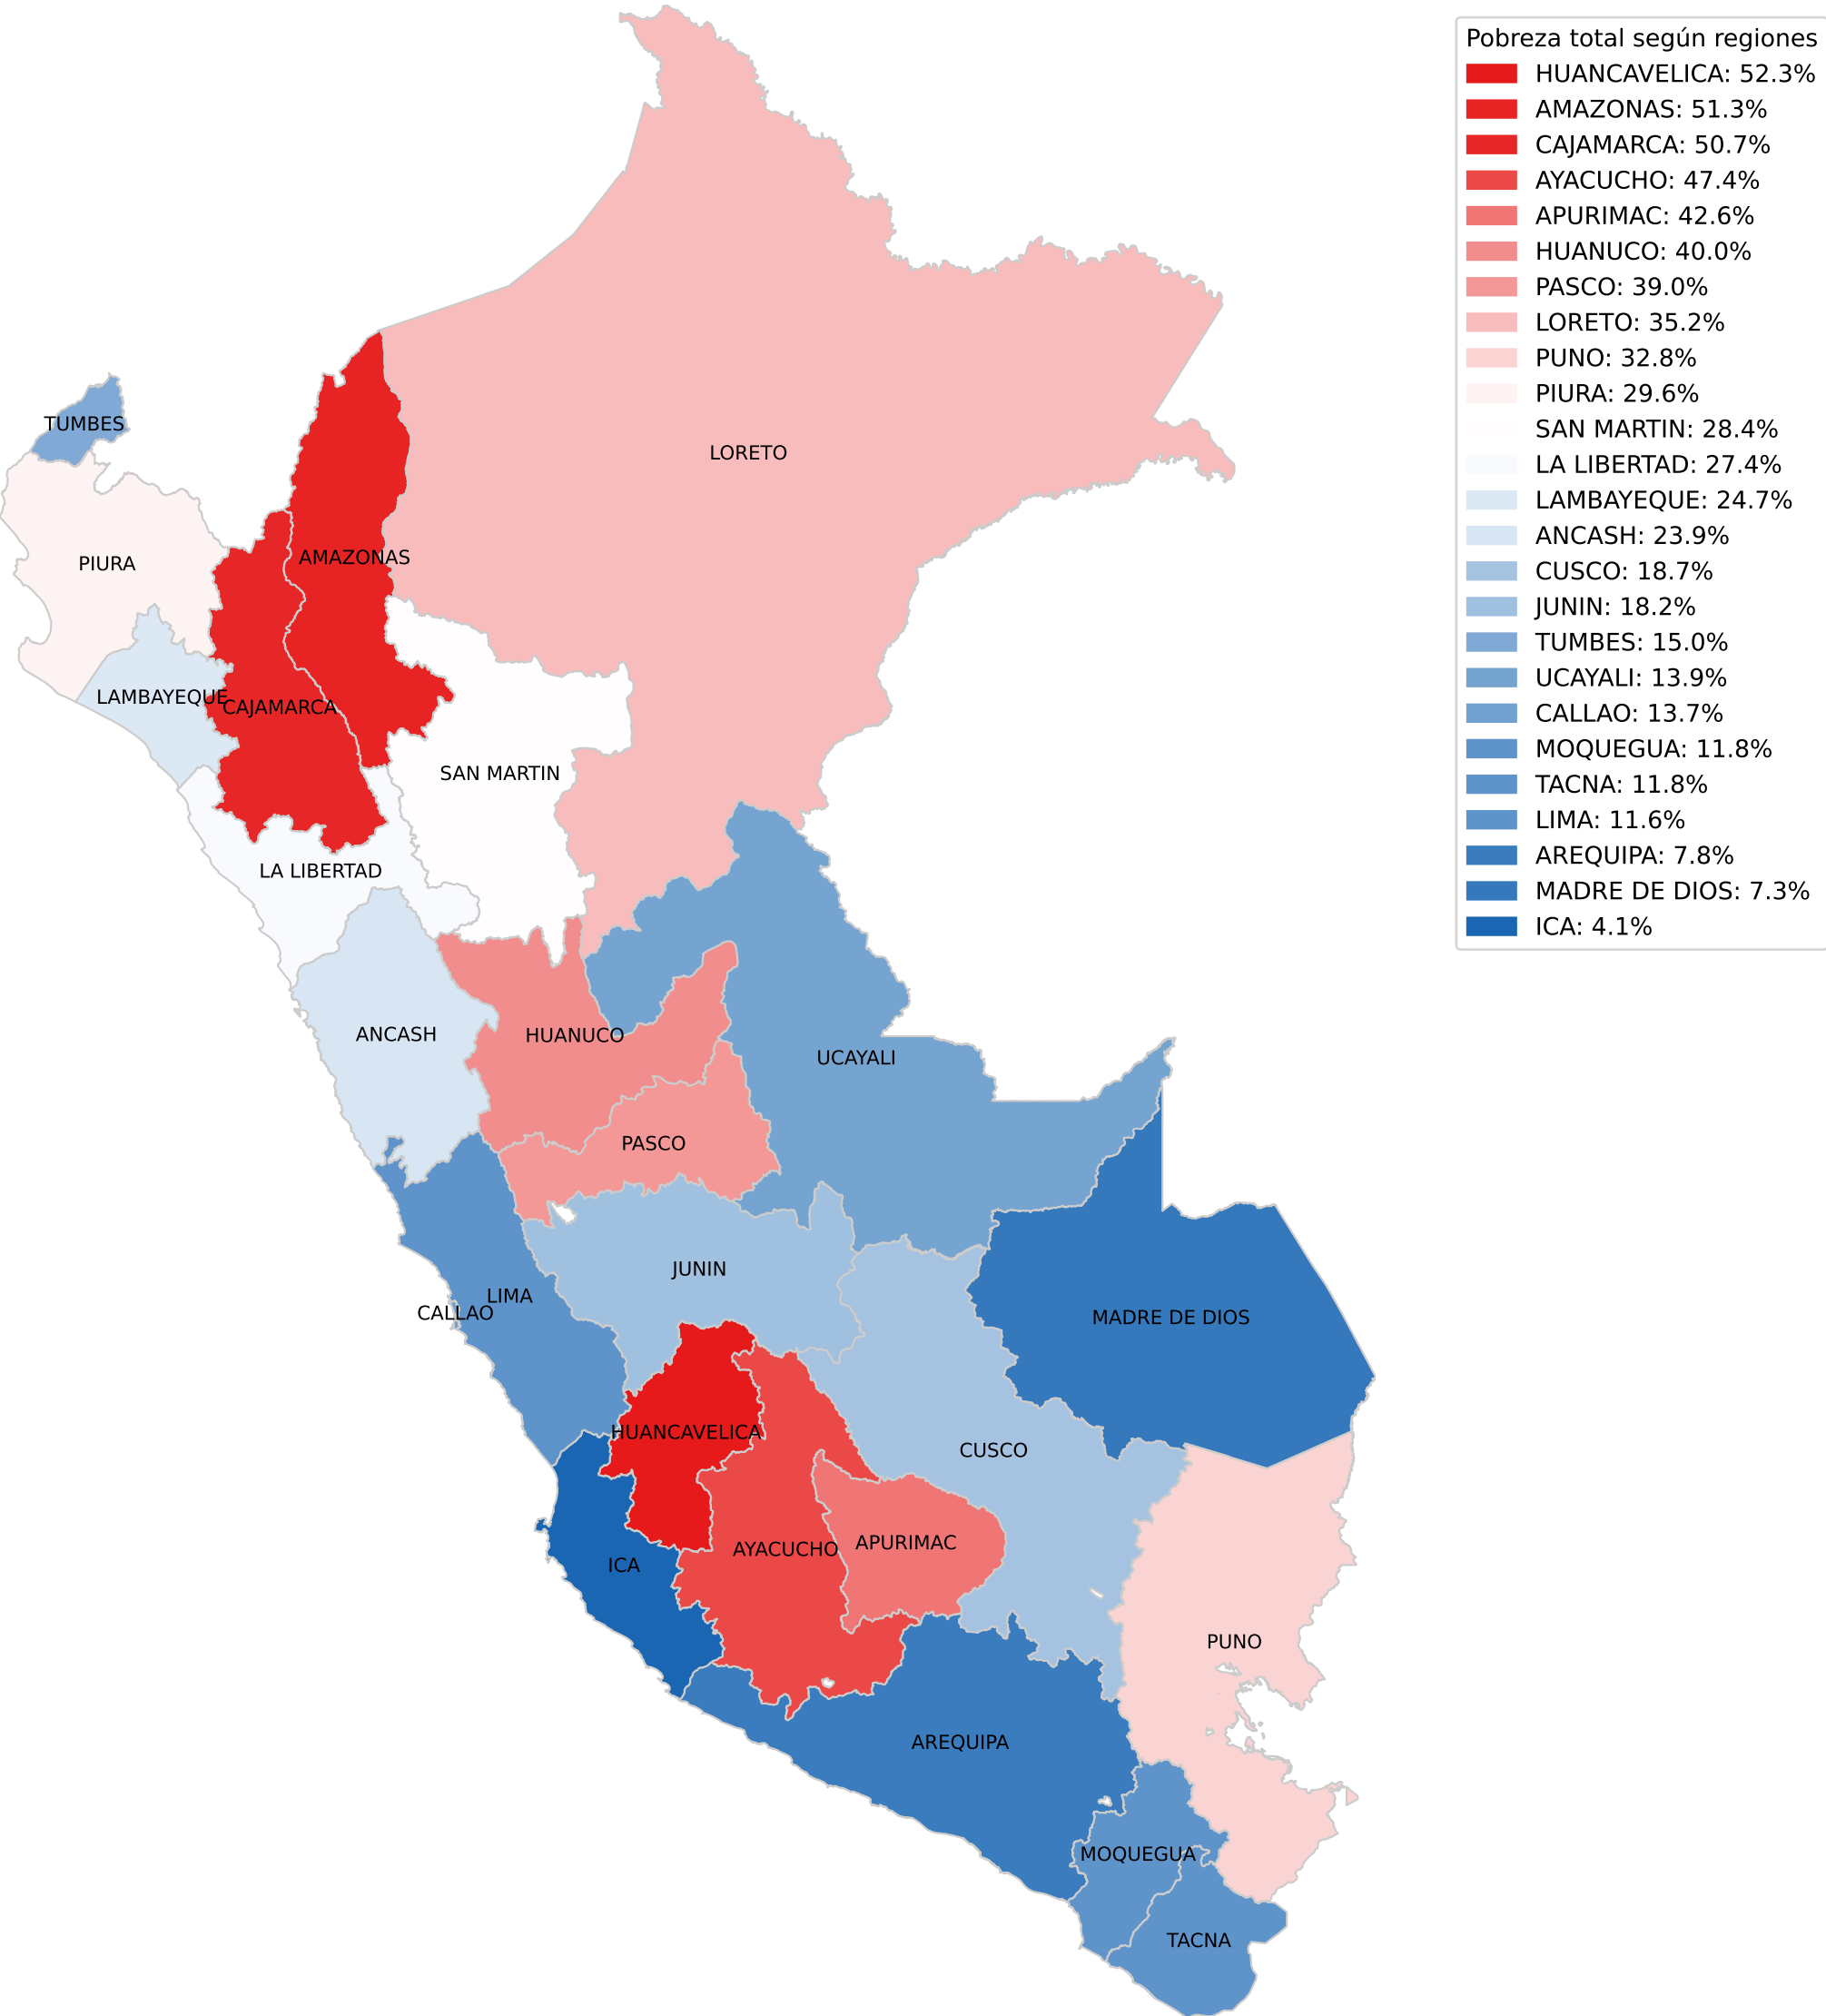 Pobreza total según regiones
HUANCAVELICA: 52.3%
AMAZONAS: 51.3%
CAJAMARCA: 50.7%
AYACUCHO: 47.4%
APURIMAC: 42.6%
HUANUCO: 40.0%
PASCO: 39.0%
LORETO: 35.2%
PUNO: 32.8%
PIURA: 29.6%
SAN MARTIN: 28.4%
LA LIBERTAD: 27.4%
LAMBAYEQUE: 24.7%
ANCASH: 23.9%
CUSCO: 18.7%
JUNIN: 18.2%
TUMBES: 15.0%
UCAYALI: 13.9%
CALLAO: 13.7%
MOQUEGUA: 11.8%
TACNA: 11.8%
LIMA: 11.6%
AREQUIPA: 7.8%
MADRE DE DIOS: 7.3%
ICA: 4.1%
TUMBES
LORETO
PIURA
AMAZONAS
LAMBAYEQUE
CAJAMARCA
SAN MARTIN
LA LIBERTAD
ANCASH
HUANUCO
UCAYALI
PASCO
JUNIN
LIMA
CALLAO
MADRE DE DIOS
HUANCAVELICA
CUSCO
APURIMAC
AYACUCHO
ICA
PUNO
AREQUIPA
MOQUEGUA
TACNA